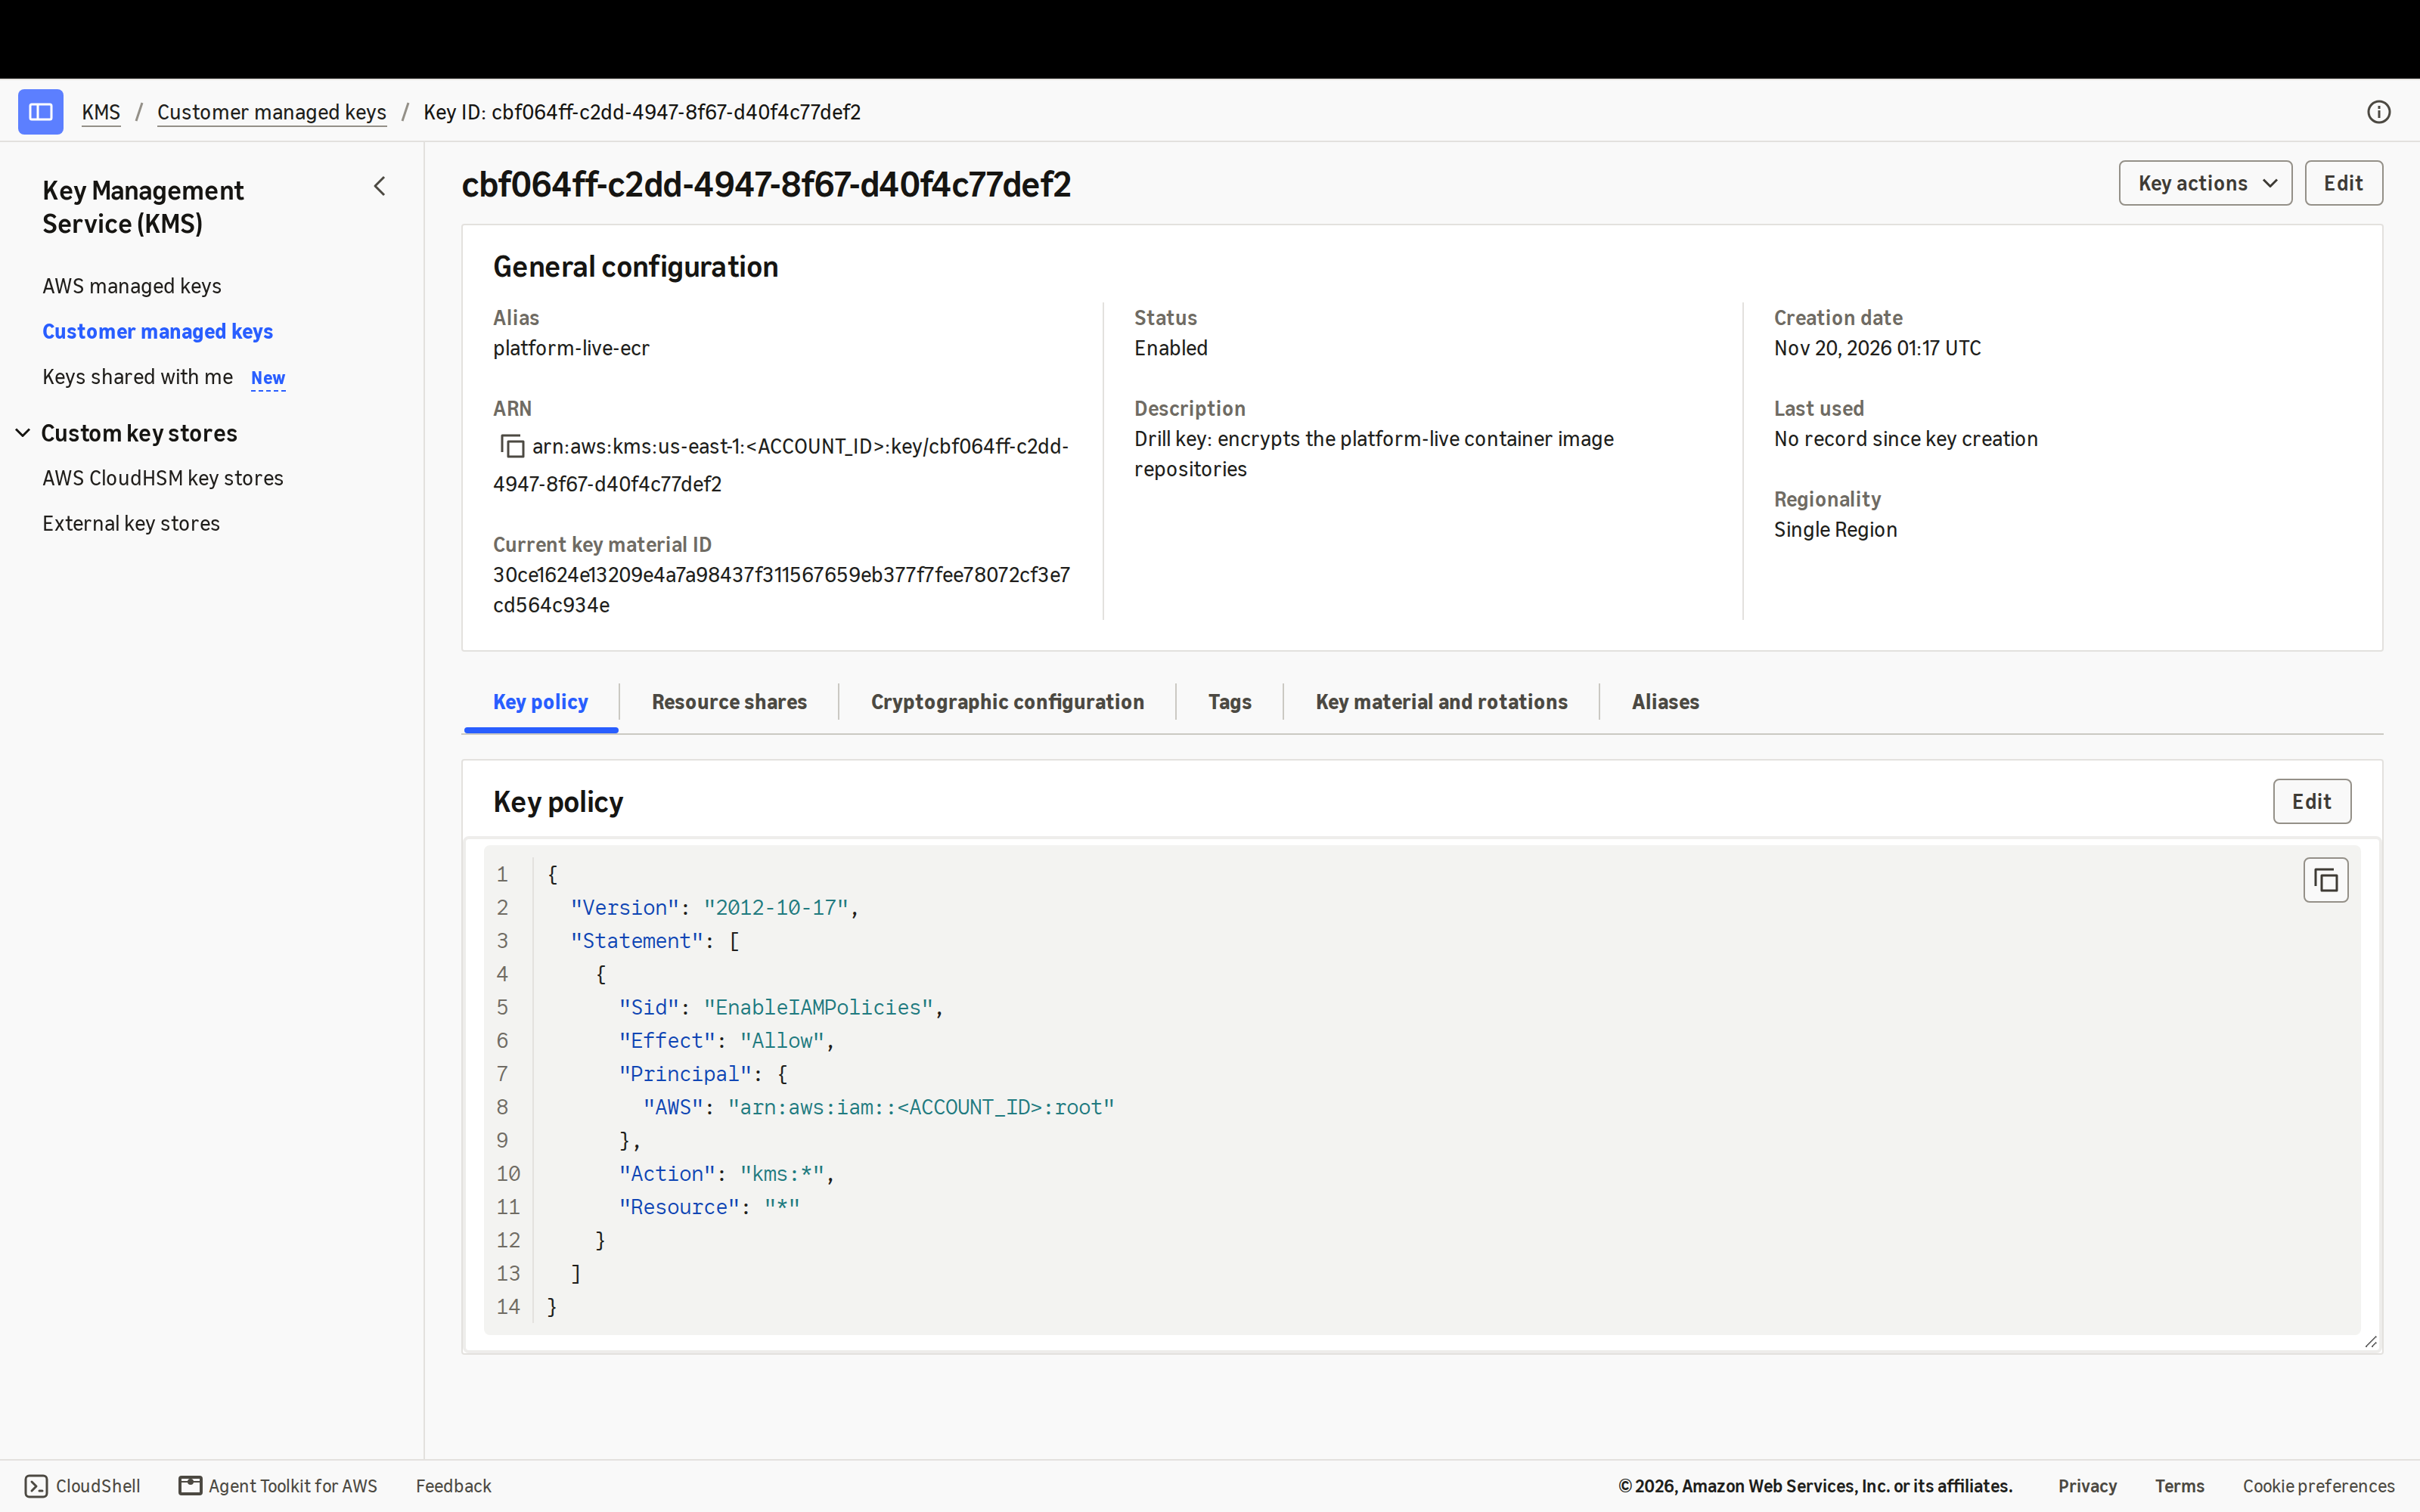 KMS / Customer managed keys / Key ID: cbf064ff-c2dd-4947-8f67-d40f4c77def2
Key Management
Service (KMS)
AWS managed keys
Customer managed keys
Keys shared with me New
Custom key stores
AWS CloudHSM key stores
External key stores
cbf064ff-c2dd-4947-8f67-d40f4c77def2
Key actions
Edit
General configuration
Alias
platform-live-ecr
ARN
arn:aws:kms:us-east-1:<ACCOUNT_ID>:key/cbf064ff-c2dd-
4947-8f67-d40f4c77def2
Current key material ID
30ce1624e13209e4a7a98437f311567659eb377f7fee78072cf3e7
cd564c934e
Status
Enabled
Description
Drill key: encrypts the platform-live container image
repositories
Creation date
Nov 20, 2026 01:17 UTC
Last used
No record since key creation
Regionality
Single Region
Key policy
Resource shares
Cryptographic configuration
Tags
Key material and rotations
Aliases
Key policy
Edit
1 {
2 "Version": "2012-10-17",
3 "Statement": [
4 {
5 "Sid": "EnableIAMPolicies",
6 "Effect": "Allow",
7 "Principal": {
8 "AWS": "arn:aws:iam::<ACCOUNT_ID>:root"
9 },
10 "Action": "kms:*",
11 "Resource": "*"
12 }
13 ]
14 }
CloudShell
Agent Toolkit for AWS
Feedback
© 2026, Amazon Web Services, Inc. or its affiliates.
Privacy
Terms
Cookie preferences